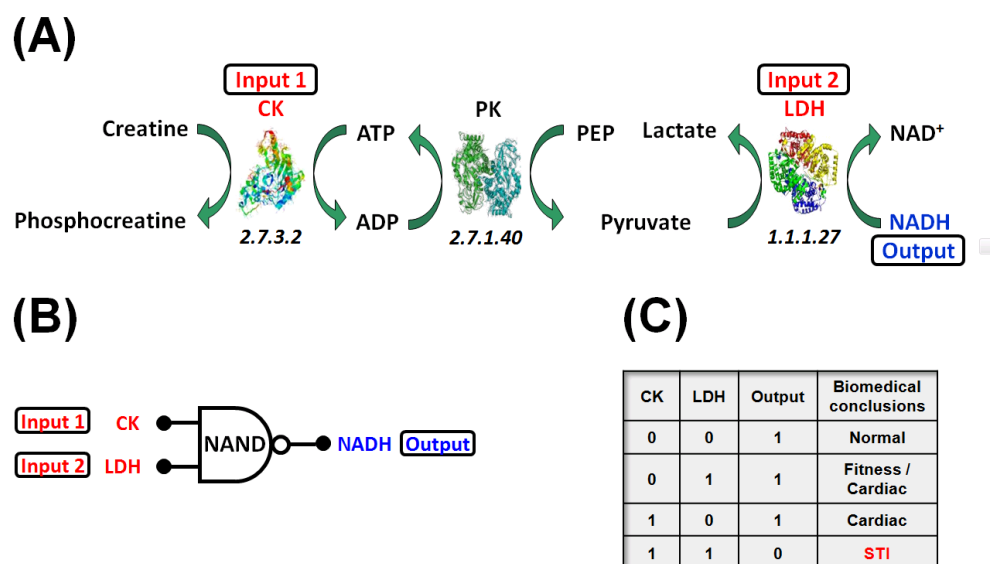 (A)
Input 1
CK
Creatine
Phosphocreatine
2.7.3.2
ATP
ADP
PK
2.7.1.40
PEP
Pyruvate
Lactate
Input 2
LDH
1.1.1.27
NAD+
NADH
Output
(B)
Input 1 CK
Input 2 LDH
NAND
NADH Output
(C)
CK LDH Output Biomedical
conclusions
0 0 1 Normal
0 1 1 Fitness /
Cardiac
1 0 1 Cardiac
1 1 0 STI